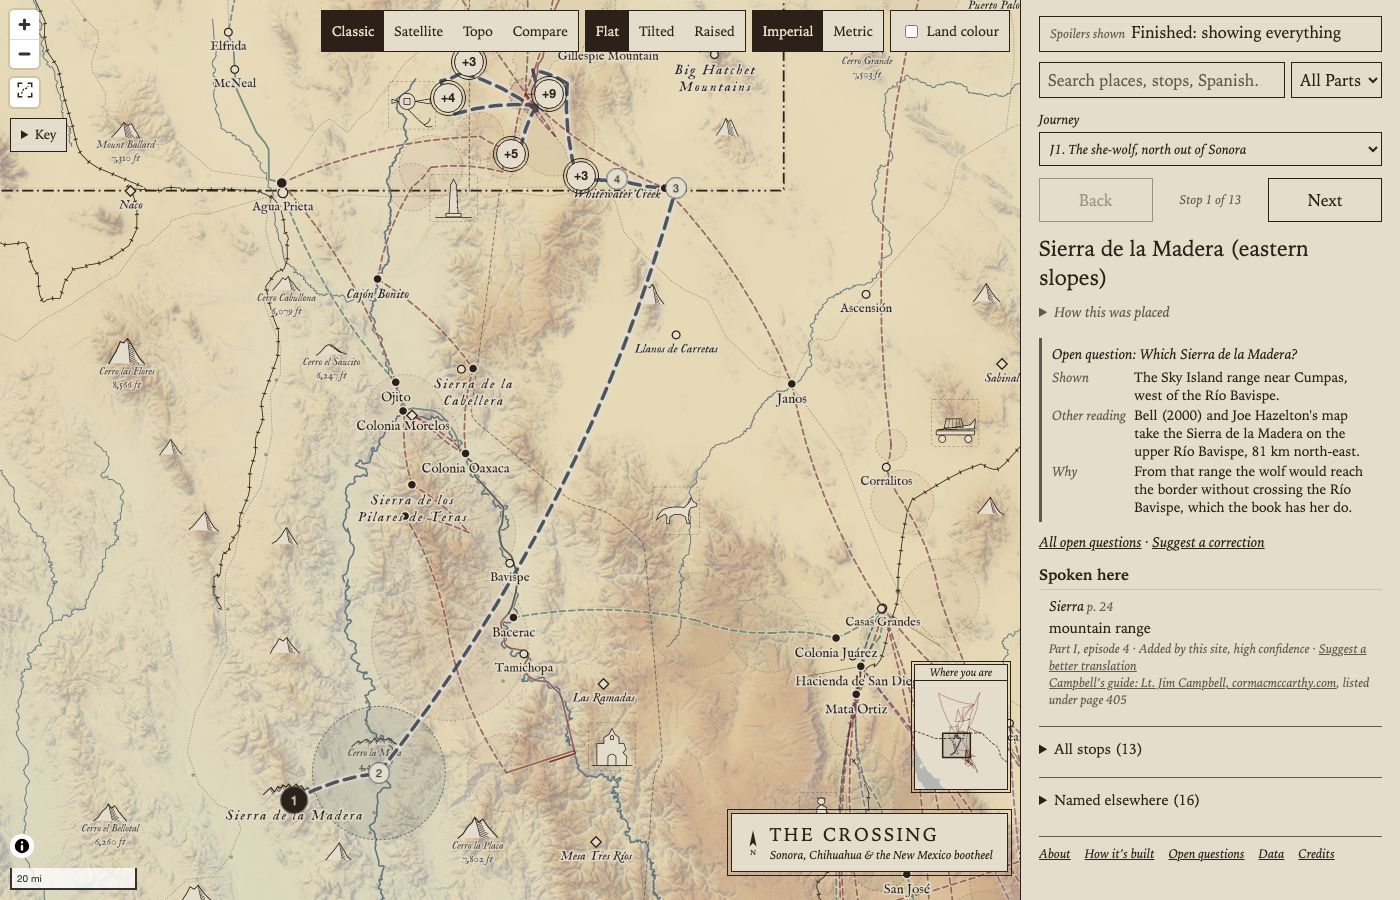 Classic
Satellite
Topo
Compare
Flat
Tilted
Raised
Imperial
Metric
Land colour
Key
Elfrida
McNeal
Mount Ballard
7,310 ft
Naco
Agua Prieta
+3
+4
+9
+5
+3
4
3
Whitewater Creek
Gillespie Mountain
Big Hatchet
Mountains
Cerro Grande
7,503 ft
Cerro Cabullona
6,079 ft
Cajón Bonito
Cerro las Flores
8,566 ft
Cerro el Saucito
6,247 ft
Sierra de la
Cabellera
Llanos de Carretas
Ascensión
Janos
Ojito
Colonia Morelos
Colonia Oaxaca
Sierra de los
Pilares de Teras
Corralitos
Bavispe
Bacerac
Tamichopa
Las Ramadas
Casas Grandes
Colonia Juárez
Mata Ortiz
2
1
Sierra de la Madera
Cerro el Bellotal
6,260 ft
Cerro la Placa
7,802 ft
Mesa Tres Ríos
San José
20 mi
Where you are
N
THE CROSSING
Sonora, Chihuahua & the New Mexico bootheel
Spoilers shown Finished: showing everything
Search places, stops, Spanish.
All Parts
Journey
J1. The she-wolf, north out of Sonora
Back
Stop 1 of 13
Next
Sierra de la Madera (eastern
slopes)
How this was placed
Open question: Which Sierra de la Madera?
Shown The Sky Island range near Cumpas,
west of the Río Bavispe.
Other reading Bell (2000) and Joe Hazelton's map
take the Sierra de la Madera on the
upper Río Bavispe, 81 km north-east.
Why From that range the wolf would reach
the border without crossing the Río
Bavispe, which the book has her do.
All open questions · Suggest a correction
Spoken here
Sierra p. 24
mountain range
Part I, episode 4 · Added by this site, high confidence · Suggest a
better translation
Campbell's guide: Lt. Jim Campbell, cormacmccarthy.com, listed
under page 405
All stops (13)
Named elsewhere (16)
About
How it's built
Open questions
Data
Credits